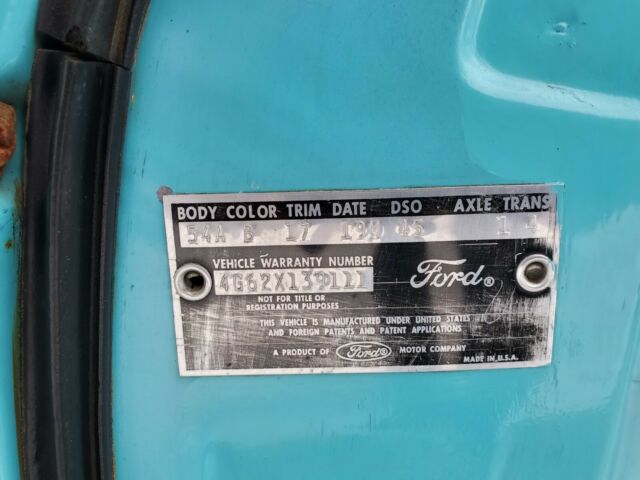 BODY COLOR TRIM DATE DSO AXLE TRANS
54A B 17 19N 45 1 4
VEHICLE WARRANTY NUMBER
4G62X139111
Ford®
NOT FOR TITLE OR
REGISTRATION PURPOSES
THIS VEHICLE IS MANUFACTURED UNDER UNITED STATES
AND FOREIGN PATENTS AND PATENT APPLICATIONS
A PRODUCT OF Ford® MOTOR COMPANY
MADE IN U.S.A.